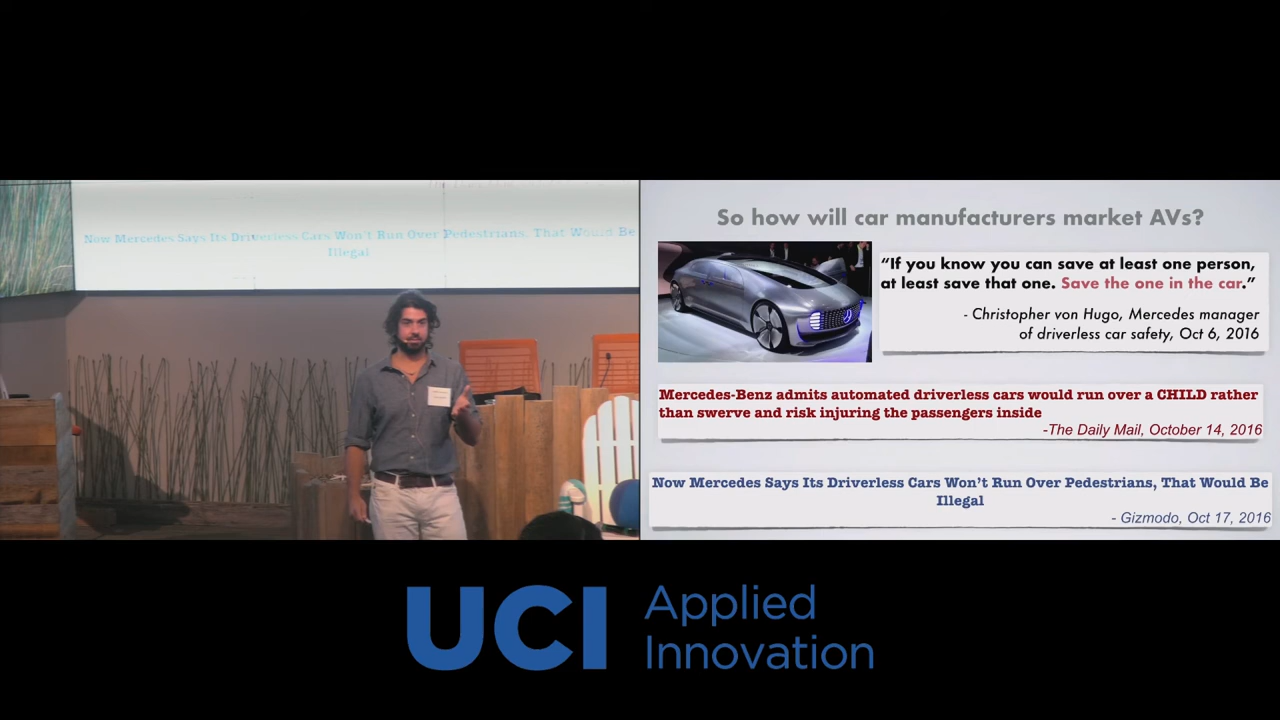 Now Mercedes Says Its Driverless Cars Won't Run Over Pedestrians, That Would Be
Illegal
So how will car manufacturers market AVs?
“If you know you can save at least one person,
at least save that one. Save the one in the car.”
- Christopher von Hugo, Mercedes manager
of driverless car safety, Oct 6, 2016
Mercedes-Benz admits automated driverless cars would run over a CHILD rather
than swerve and risk injuring the passengers inside
-The Daily Mail, October 14, 2016
Now Mercedes Says Its Driverless Cars Won’t Run Over Pedestrians, That Would Be
Illegal
- Gizmodo, Oct 17, 2016
UCI Applied
Innovation